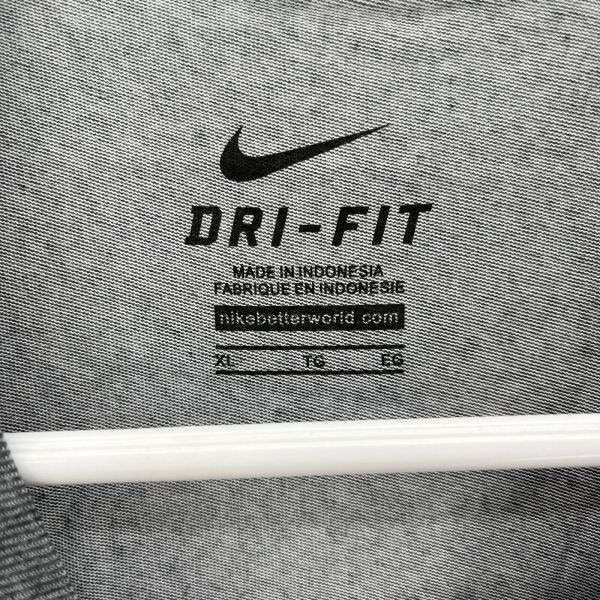 DRI-FIT
MADE IN INDONESIA
FABRIQUE EN INDONESIE
nikebetterworld.com
XL TG EG